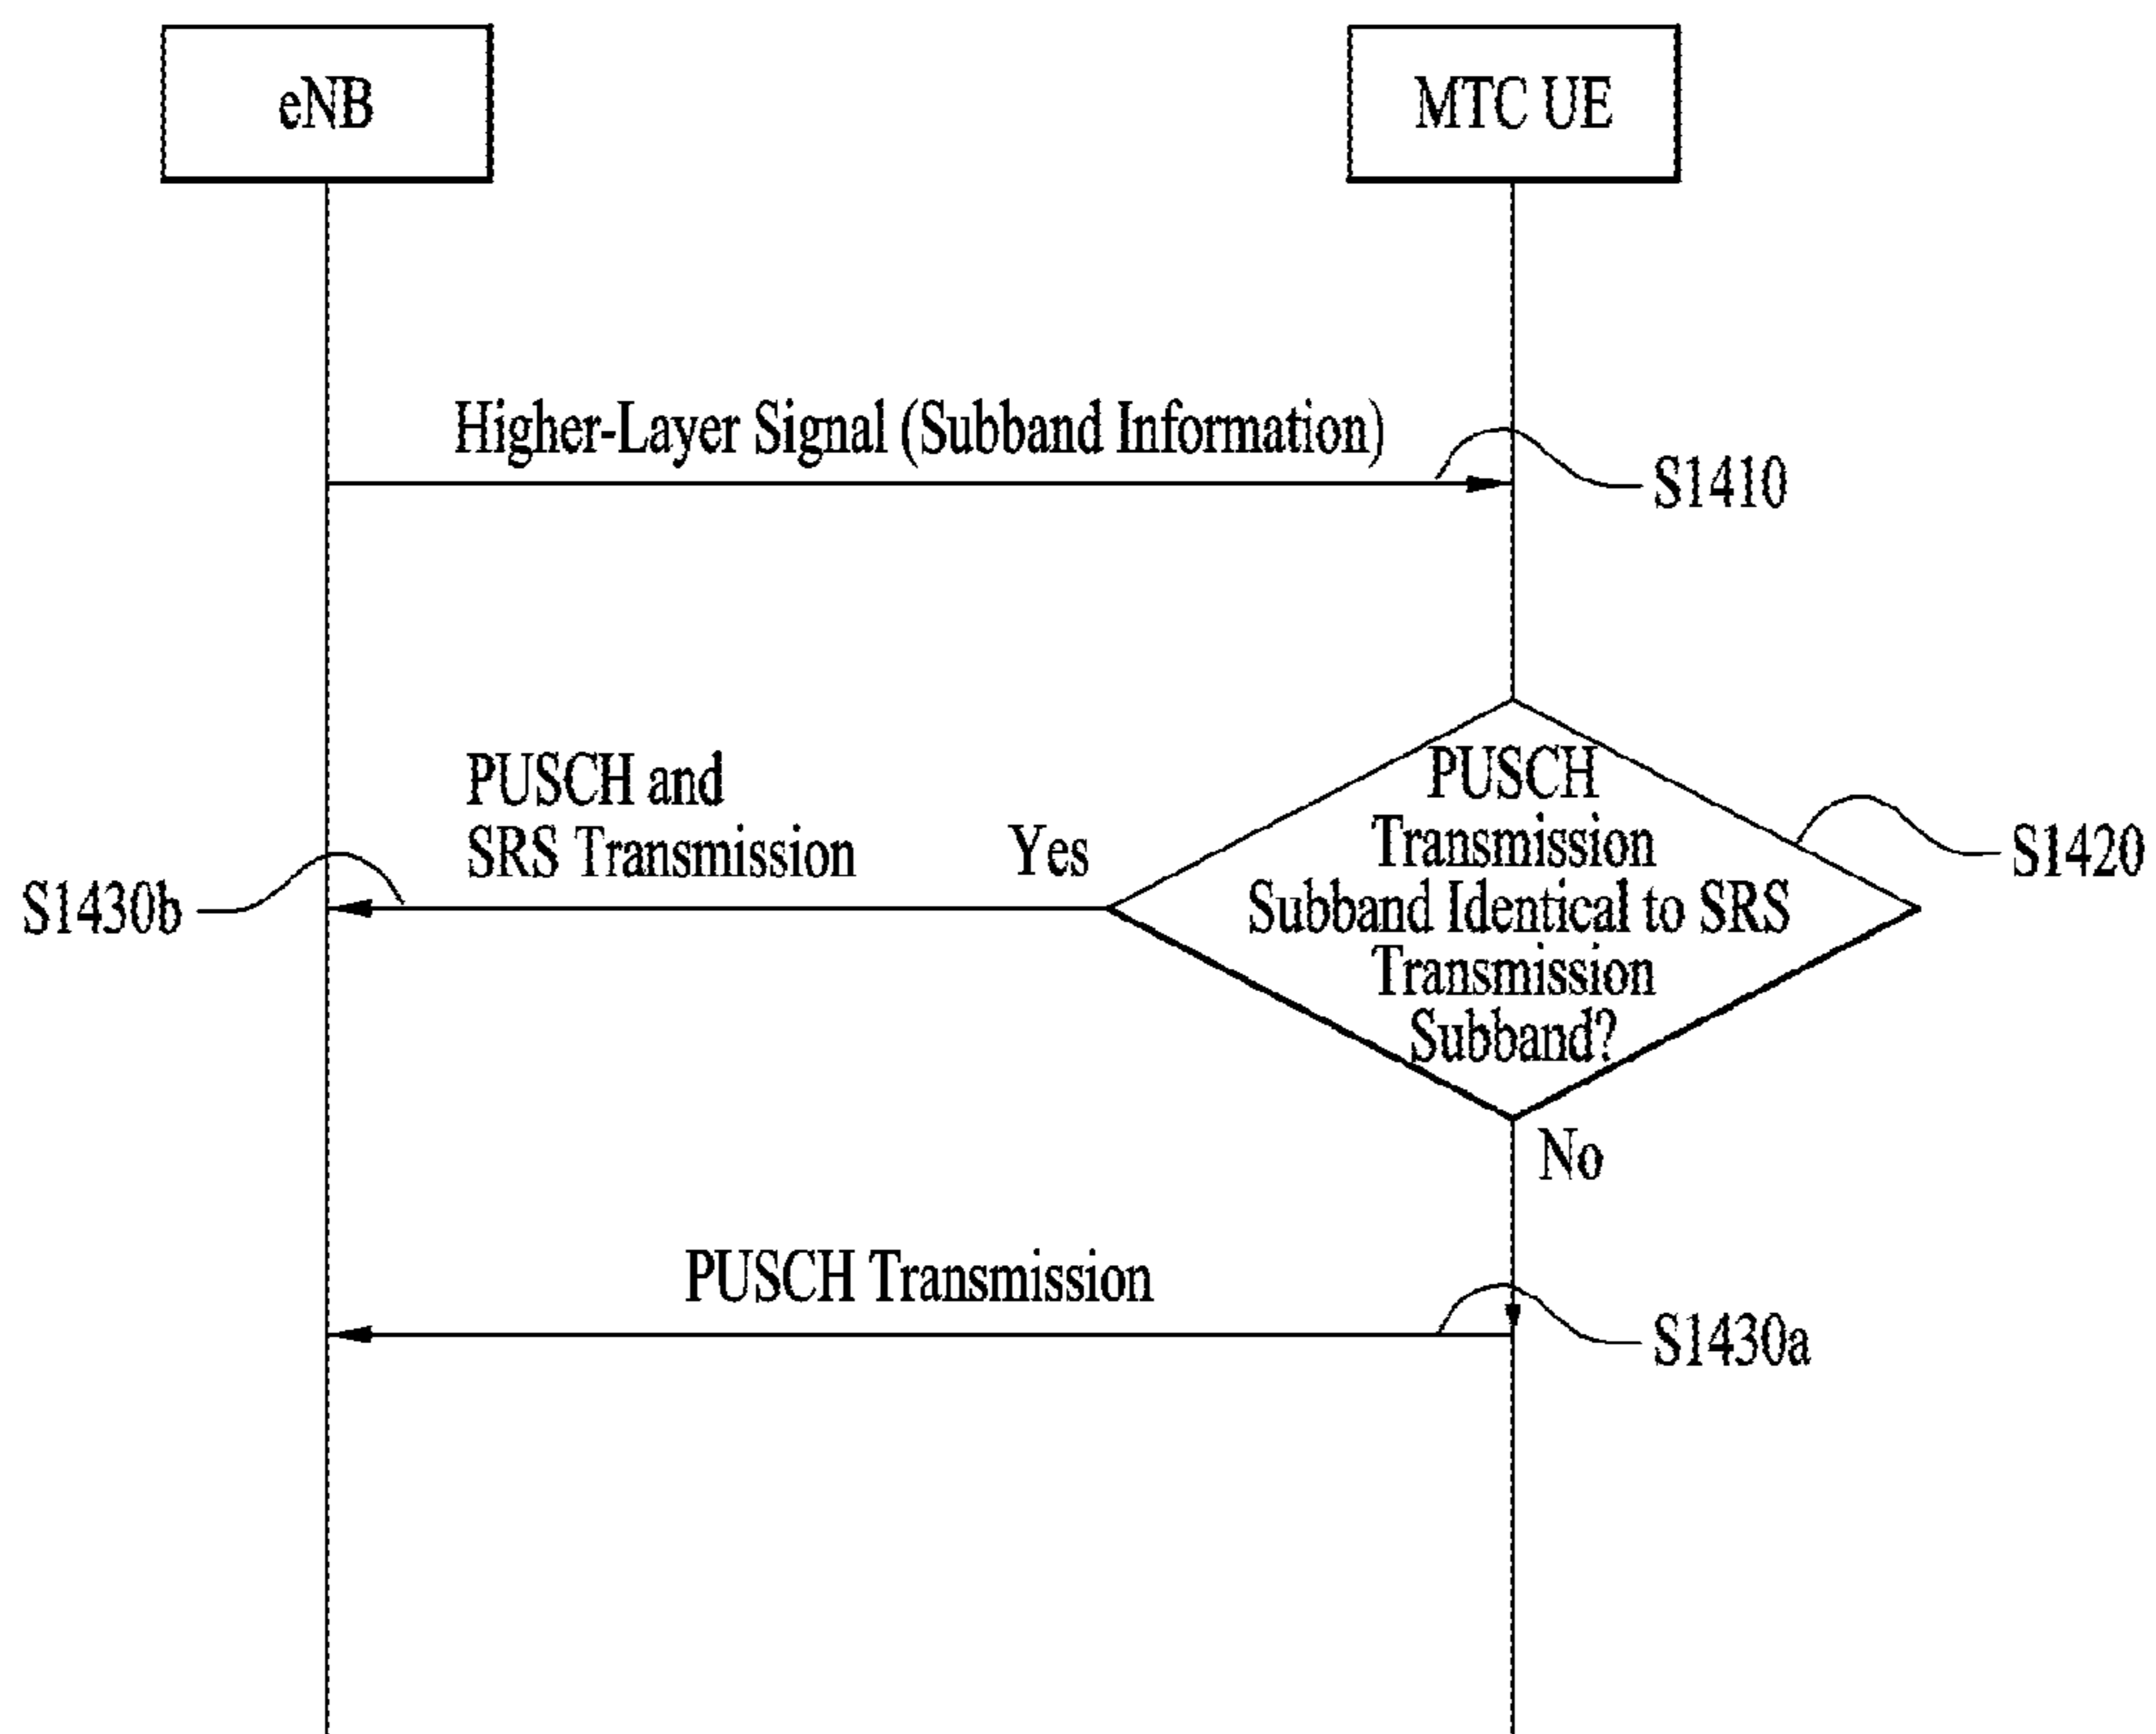 eNB
MTC UE
Higher-Layer Signal (Subband Information)
S1410
PUSCH and
SRS Transmission
Yes
PUSCH
Transmission
Subband Identical to SRS
Transmission
Subband?
S1420
S1430b
No
PUSCH Transmission
S1430a